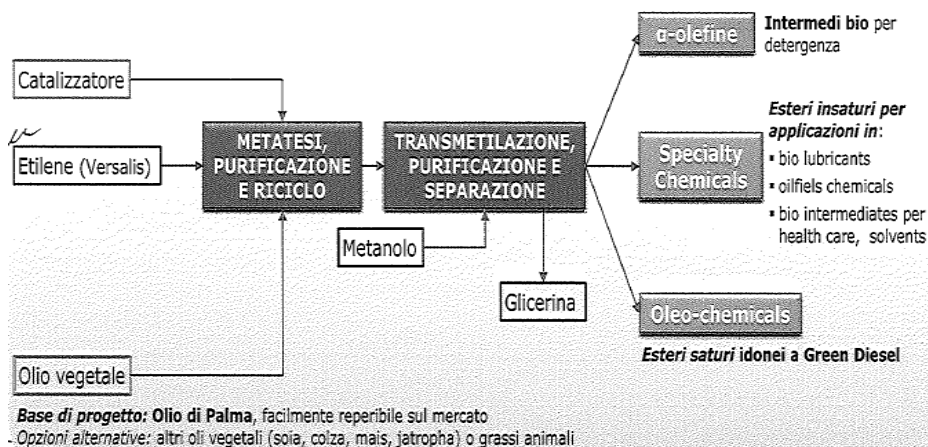 α-olefine
Intermedi bio per
detergenza
Catalizzatore
Etilene (Versalis)
METATESI,
PURIFICAZIONE
E RICICLO
TRANSMETILAZIONE,
PURIFICAZIONE E
SEPARAZIONE
Specialty
Chemicals
Esteri insaturi per
applicazioni in:
▪ bio lubricants
▪ oilfiels chemicals
▪ bio intermediates per
health care, solvents
Metanolo
Glicerina
Oleo-chemicals
Esteri saturi idonei a Green Diesel
Olio vegetale
Base di progetto: Olio di Palma, facilmente reperibile sul mercato
- Opzioni alternative: altri oli vegetali (soia, colza, mais, jatropha) o grassi animali